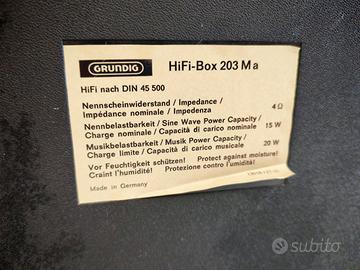 GRUNDIG HiFi-Box 203 M a
HiFi nach DIN 45 500
Nennscheinwiderstand / Impedance /
Impédance nominale / Impedenza 4 Ω
Nennbelastbarkeit / Sine Wave Power Capacity /
Charge nominale / Capacità di carico nominale 15 W
Musikbelastbarkeit / Musik Power Capacity /
Charge limite / Capacità di carico musicale 20 W
Vor Feuchtigkeit schützen! Protect against moisture!
Craint l'humidité! Protezione contro l'umidità!
Made in Germany
subito